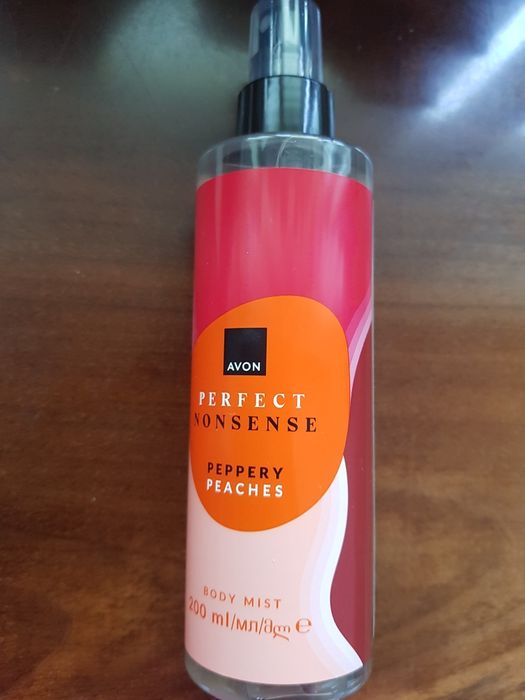 AVON
PERFECT
NONSENSE
PEPPERY
PEACHES
BODY MIST
200 ml/мл/მლ ℮